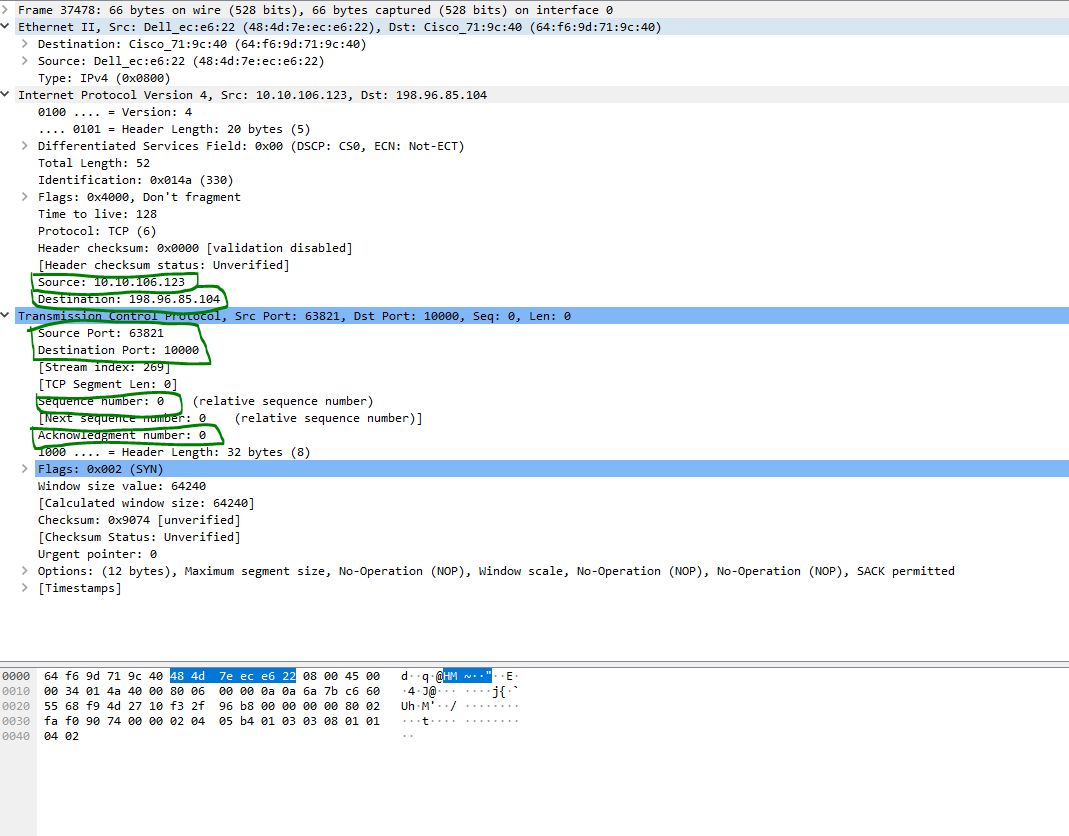 Frame 37478: 66 bytes on wire (528 bits), 66 bytes captured (528 bits) on interface 0
Ethernet II, Src: Dell_ec:e6:22 (48:4d:7e:ec:e6:22), Dst: Cisco_71:9c:40 (64:f6:9d:71:9c:40)
Destination: Cisco_71:9c:40 (64:f6:9d:71:9c:40)
Source: Dell_ec:e6:22 (48:4d:7e:ec:e6:22)
Type: IPv4 (0x0800)
Internet Protocol Version 4, Src: 10.10.106.123, Dst: 198.96.85.104
0100 .... = Version: 4
.... 0101 = Header Length: 20 bytes (5)
Differentiated Services Field: 0x00 (DSCP: CS0, ECN: Not-ECT)
Total Length: 52
Identification: 0x014a (330)
Flags: 0x4000, Don't fragment
Time to live: 128
Protocol: TCP (6)
Header checksum: 0x0000 [validation disabled]
[Header checksum status: Unverified]
Source: 10.10.106.123
Destination: 198.96.85.104
Transmission Control Protocol, Src Port: 63821, Dst Port: 10000, Seq: 0, Len: 0
Source Port: 63821
Destination Port: 10000
[Stream index: 269]
[TCP Segment Len: 0]
Sequence number: 0    (relative sequence number)
[Next sequence number: 0    (relative sequence number)]
Acknowledgment number: 0
1000 .... = Header Length: 32 bytes (8)
Flags: 0x002 (SYN)
Window size value: 64240
[Calculated window size: 64240]
Checksum: 0x9074 [unverified]
[Checksum Status: Unverified]
Urgent pointer: 0
Options: (12 bytes), Maximum segment size, No-Operation (NOP), Window scale, No-Operation (NOP), No-Operation (NOP), SACK permitted
[Timestamps]
0000 64 f6 9d 71 9c 40 48 4d 7e ec e6 22 08 00 45 00 d··q·@HM ~··"··E·
0010 00 34 01 4a 40 00 80 06 00 00 0a 0a 6a 7b c6 60 ·4·J@··· ····j{·`
0020 55 68 f9 4d 27 10 f3 2f 96 b8 00 00 00 00 80 02 Uh·M'··/ ········
0030 fa f0 90 74 00 00 02 04 05 b4 01 03 03 08 01 01 ···t···· ········
0040 04 02 ··